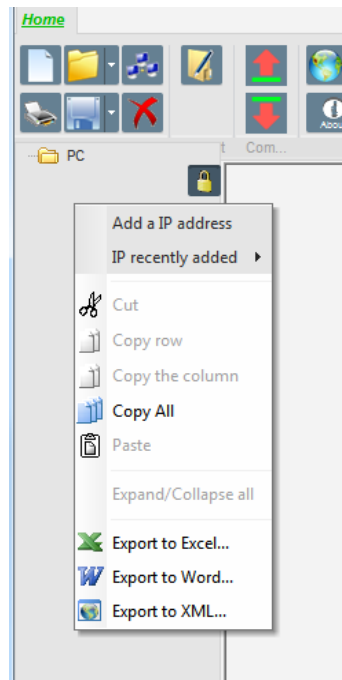 Home
t
Com...
Abou
PC
Add a IP address
IP recently added
Cut
Copy row
Copy the column
Copy All
Paste
Expand/Collapse all
Export to Excel...
Export to Word...
Export to XML...